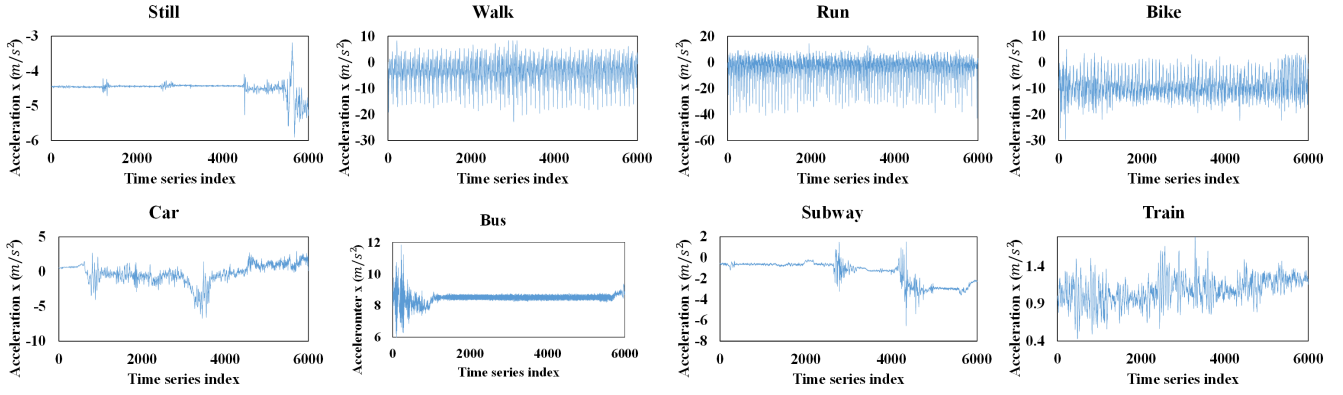 Still
Acceleration x (m/s²)
-3
-4
-5
-6
0 2000 4000 6000
Time series index
Walk
Acceleration x (m/s²)
10
0
-10
-20
-30
0 2000 4000 6000
Time series index
Run
Acceleration x (m/s²)
20
0
-20
-40
-60
0 2000 4000 6000
Time series index
Bike
Acceleration x (m/s²)
10
0
-10
-20
-30
0 2000 4000 6000
Time series index
Car
Acceleration x (m/s²)
5
0
-5
-10
0 2000 4000 6000
Time series index
Bus
Accelerometer x (m/s²)
12
10
8
6
0 2000 4000 6000
Time series index
Subway
Acceleration x (m/s²)
2
0
-2
-4
-6
-8
0 2000 4000 6000
Time series index
Train
Acceleration x (m/s²)
1.4
0.9
0.4
0 2000 4000 6000
Time series index